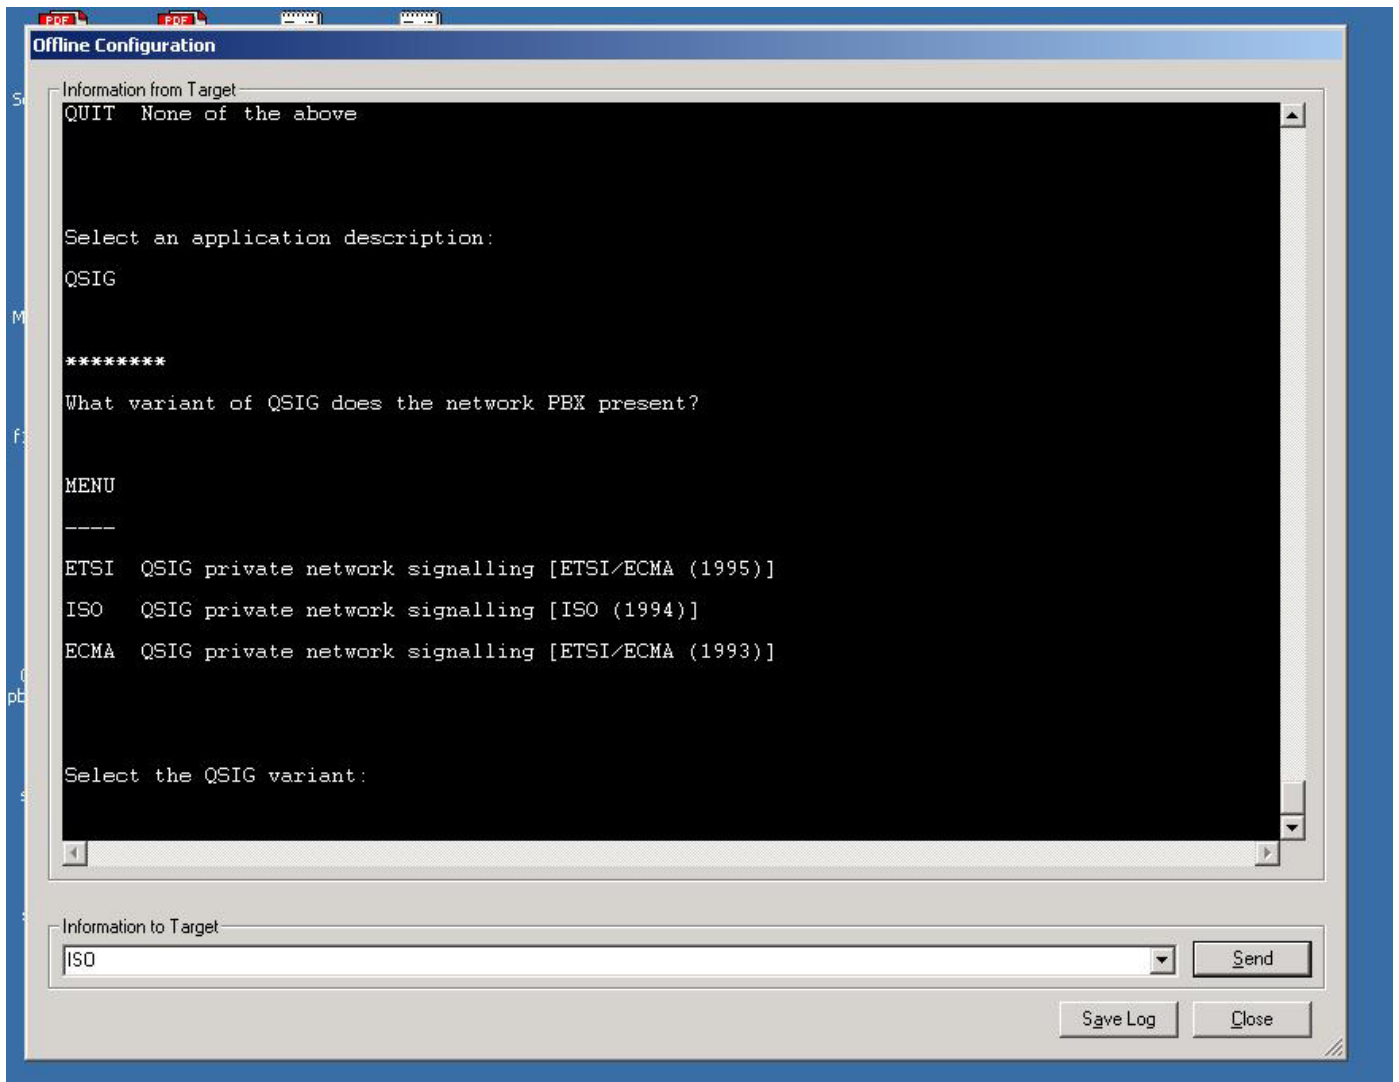 PDF PDF
Offline Configuration
Information from Target
QUIT  None of the above
Select an application description:
QSIG
********
What variant of QSIG does the network PBX present?
MENU
----
ETSI  QSIG private network signalling [ETSI/ECMA (1995)]
ISO   QSIG private network signalling [ISO (1994)]
ECMA  QSIG private network signalling [ETSI/ECMA (1993)]
Select the QSIG variant:
Information to Target
ISO
Send
Save Log Close